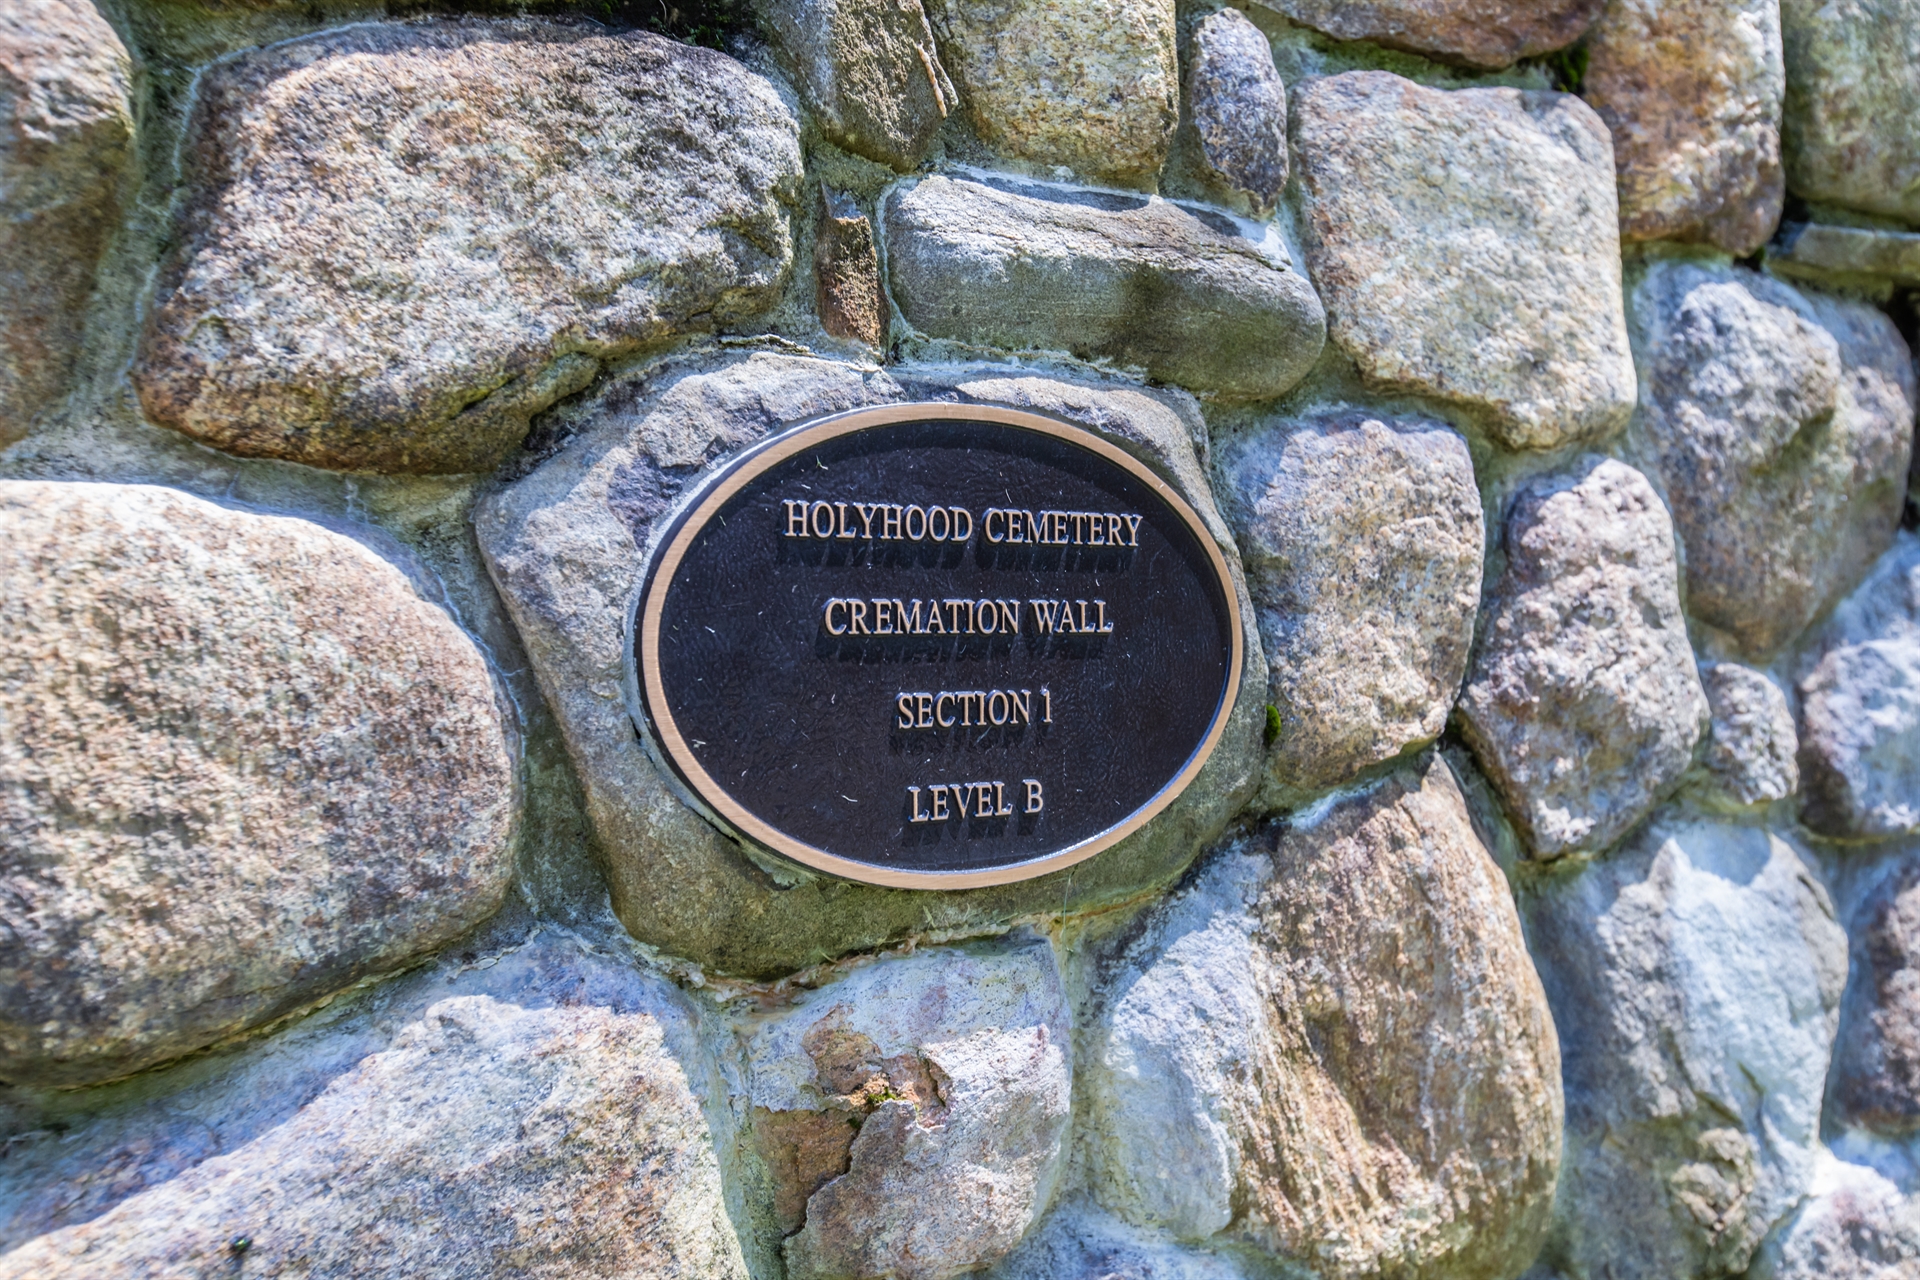 HOLYHOOD CEMETERY
CREMATION WALL
SECTION 1
LEVEL B